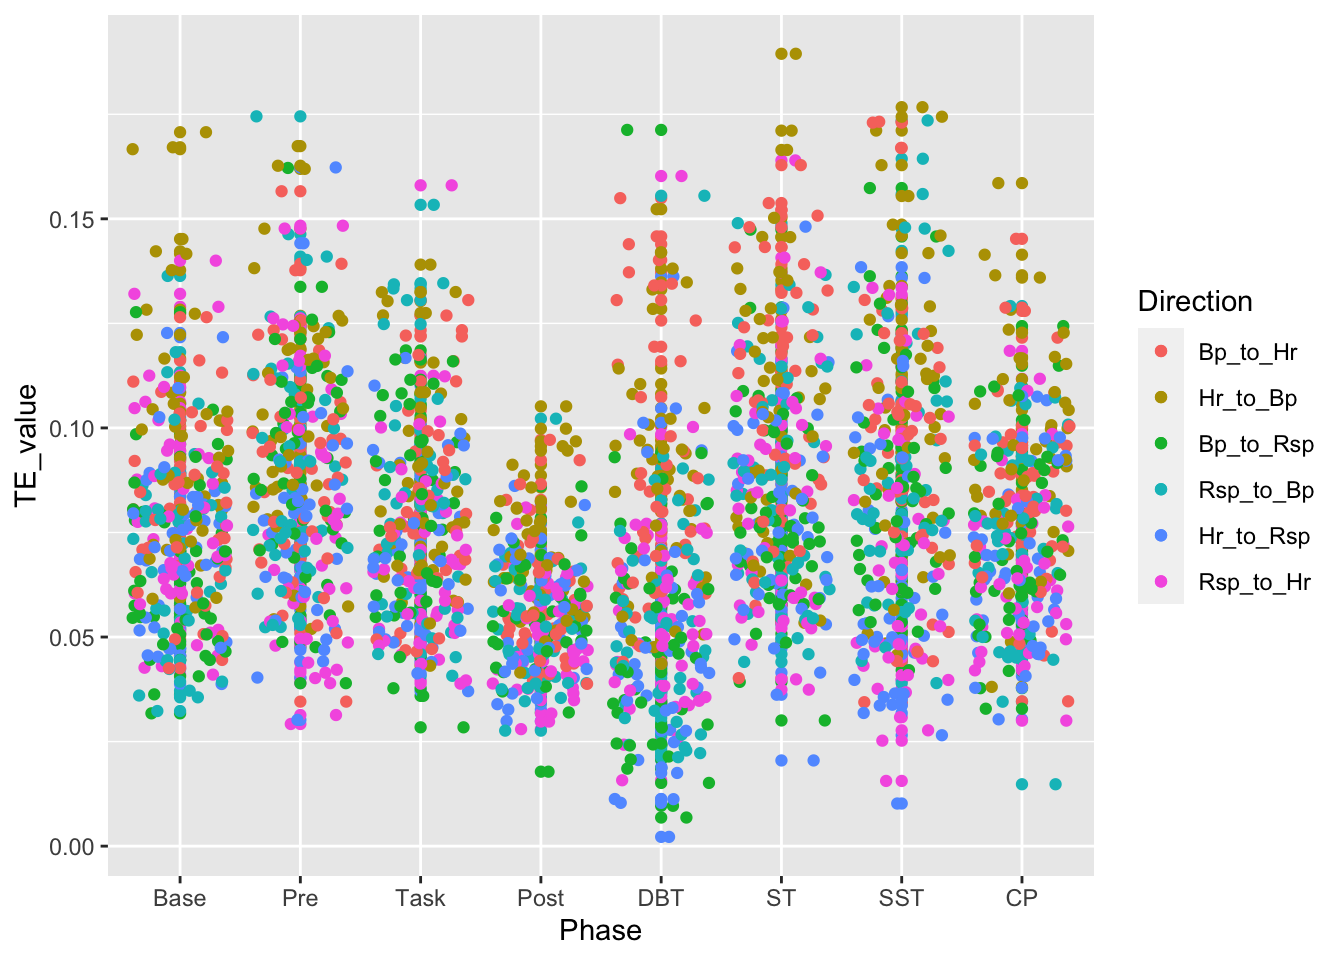 TE_value
0.15
0.10
0.05
0.00
Base Pre Task Post DBT ST SST CP
Phase
Direction
Bp_to_Hr
Hr_to_Bp
Bp_to_Rsp
Rsp_to_Bp
Hr_to_Rsp
Rsp_to_Hr